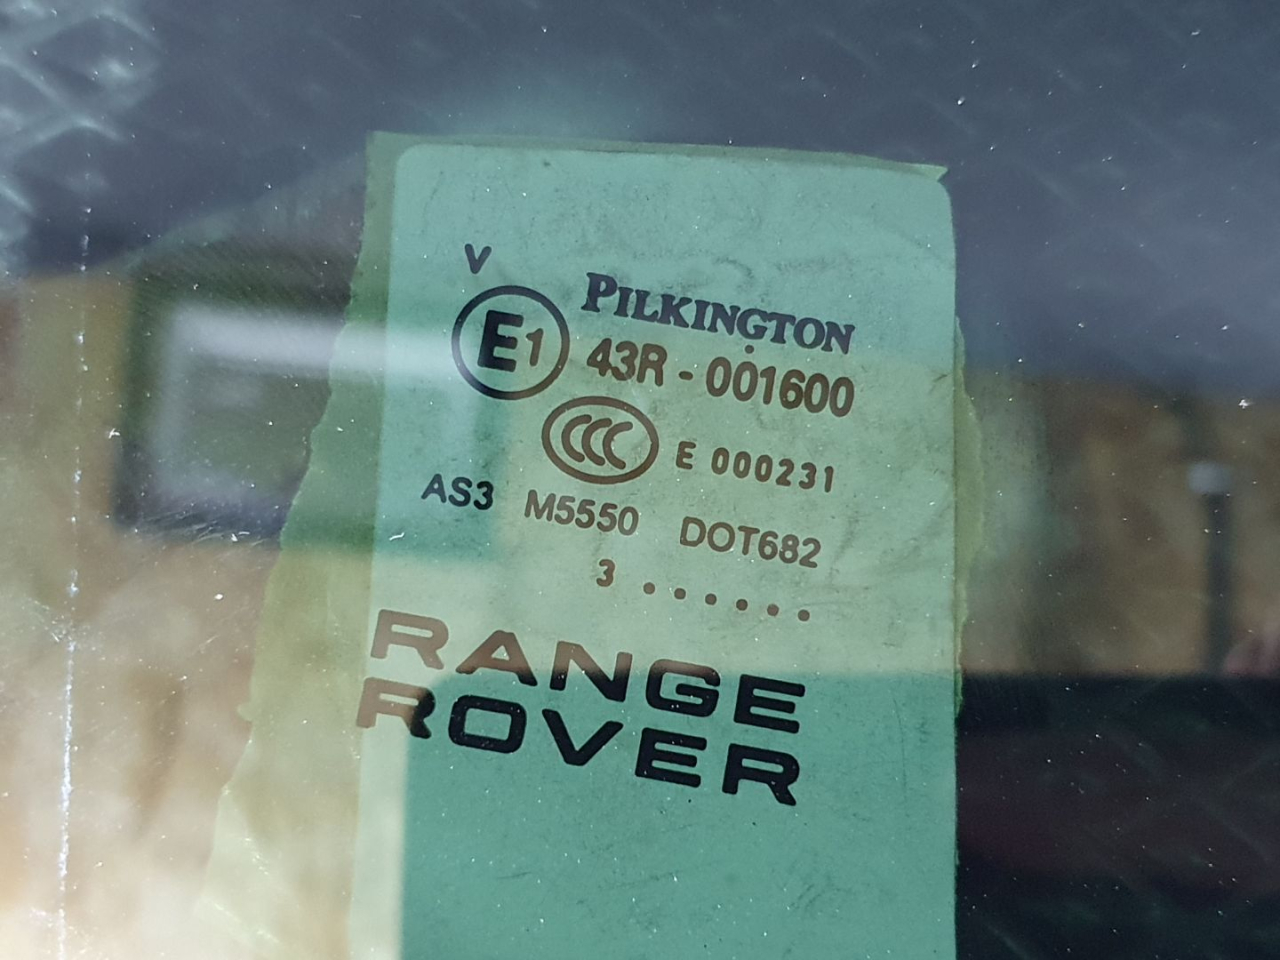 V
PILKINGTON
E1 43R - 001600
CCC E 000231
AS3 M5550 DOT682
3 . . . . . .
RANGE
ROVER